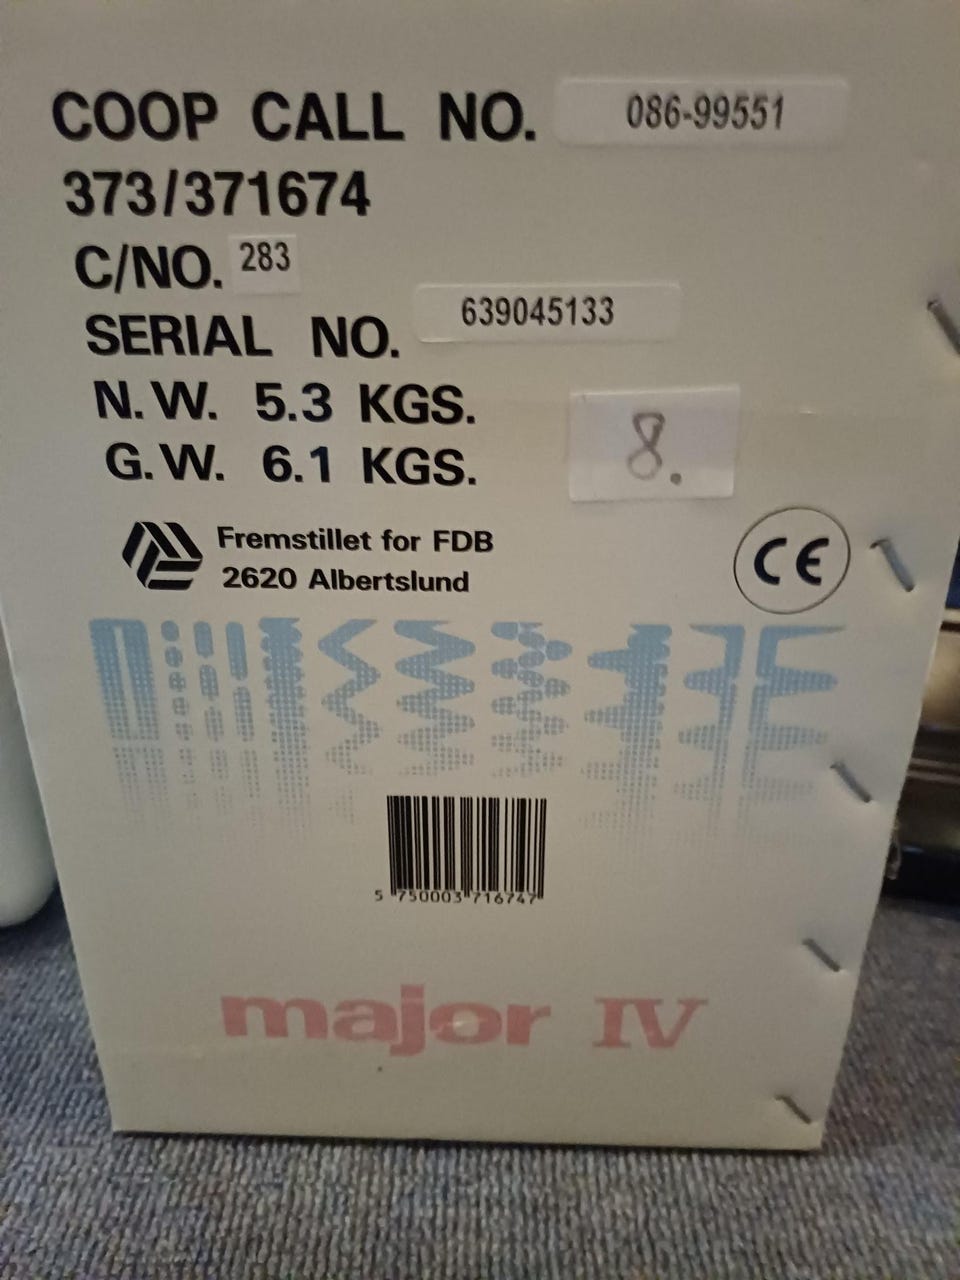 COOP CALL NO. 086-99551
373/371674
C/NO. 283
SERIAL NO. 639045133
N.W. 5.3 KGS.
G.W. 6.1 KGS.
8.
Fremstillet for FDB
2620 Albertslund
CE
5 750003 716747
major IV